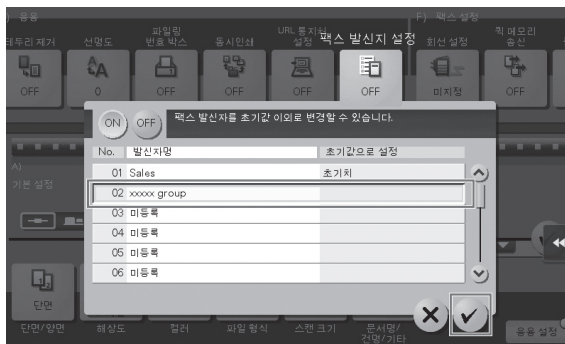 ) 응용
F) 팩스 설정
테두리 제거
선명도
파일링
번호 박스
동시인쇄
URL 통지
설정
팩스 발신지 설정
회선 설정
퀵 메모리
송신
OFF
0
OFF
OFF
OFF
OFF
미지정
OFF
ON
OFF
팩스 발신자를 초기값 이외로 변경할 수 있습니다.
No. 발신자명 초기값으로 설정
01 Sales 초기치
02 xxxxx group
03 미등록
04 미등록
05 미등록
06 미등록
A)
기본 설정
단면
단면/양면
해상도
컬러
파일 형식
스캔 크기
문서명/
건명/기타
응용 설정